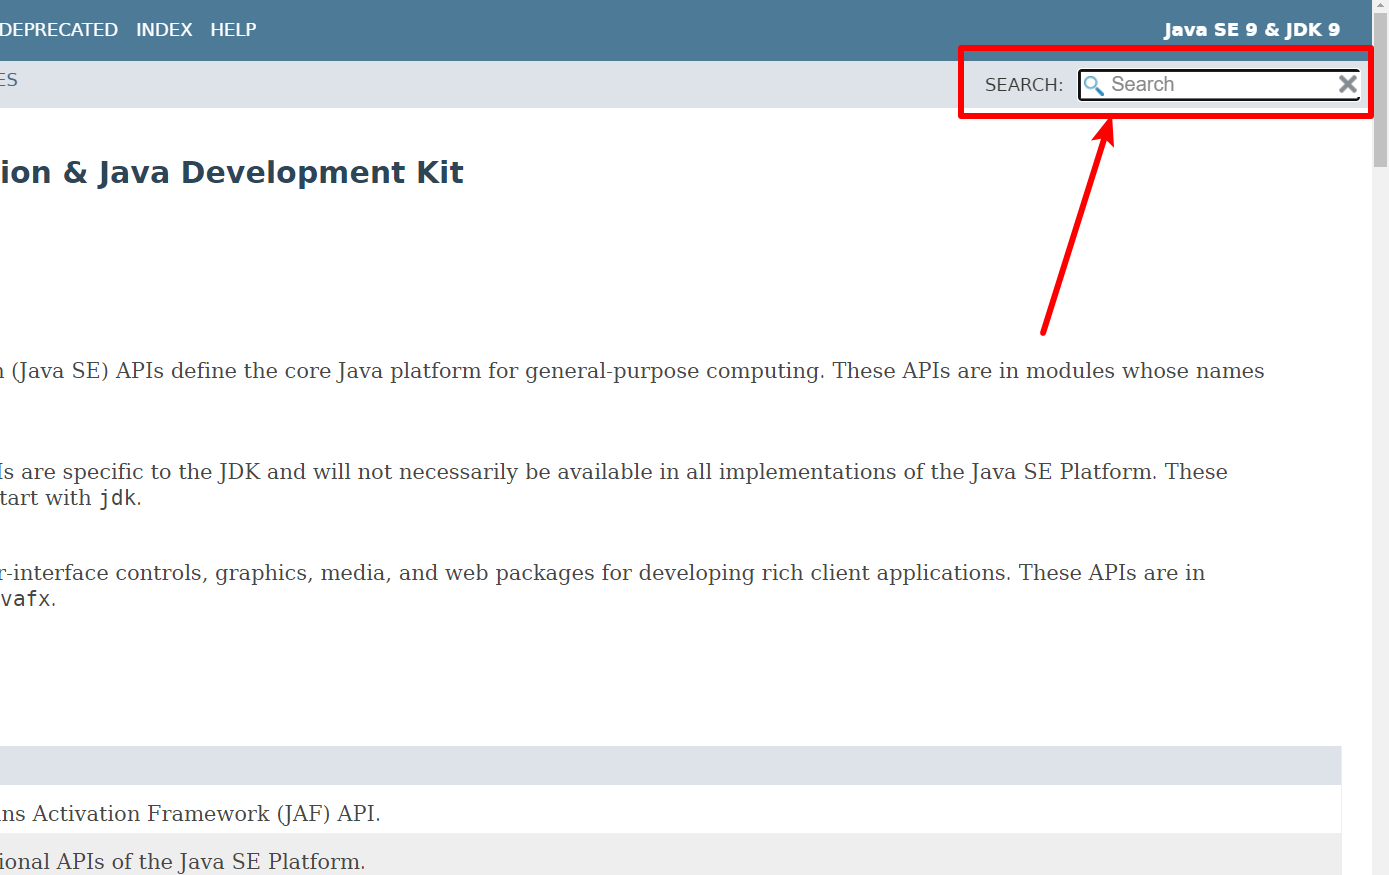 DEPRECATED INDEX HELP
Java SE 9 & JDK 9
ES
SEARCH: Search
ion & Java Development Kit
(Java SE) APIs define the core Java platform for general-purpose computing. These APIs are in modules whose names
Is are specific to the JDK and will not necessarily be available in all implementations of the Java SE Platform. These
tart with jdk.
r-interface controls, graphics, media, and web packages for developing rich client applications. These APIs are in
vafx.
ns Activation Framework (JAF) API.
ional APIs of the Java SE Platform.